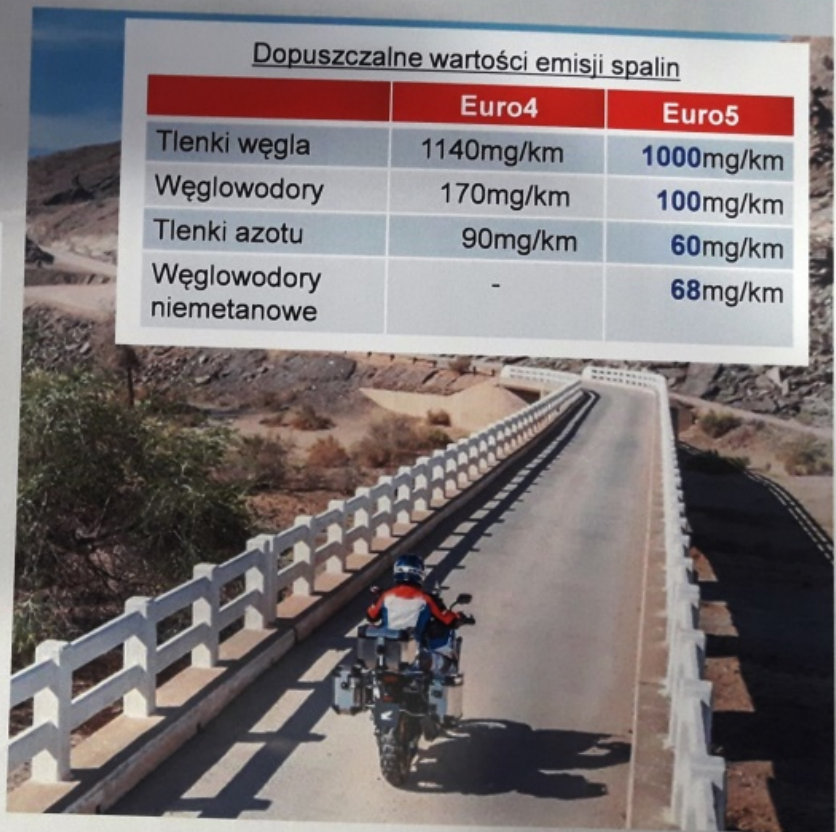 Dopuszczalne wartości emisji spalin
Euro4 Euro5
Tlenki węgla 1140mg/km 1000mg/km
Węglowodory 170mg/km 100mg/km
Tlenki azotu 90mg/km 60mg/km
Węglowodory niemetanowe - 68mg/km